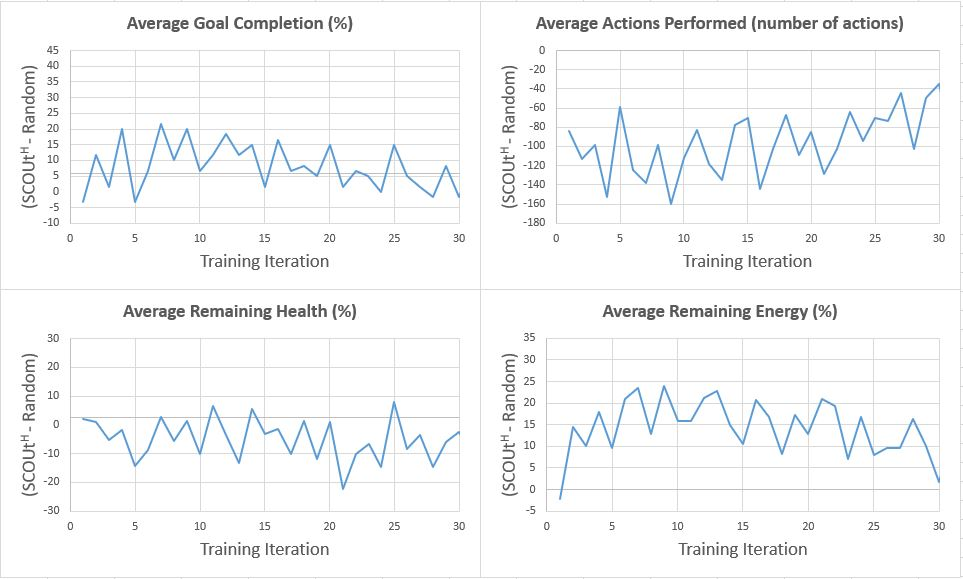 Average Goal Completion (%)
(SCOUtᴴ - Random)
45
40
35
30
25
20
15
10
5
0
-5
-10
0 5 10 15 20 25 30
Training Iteration
Average Actions Performed (number of actions)
(SCOUtᴴ - Random)
0
-20
-40
-60
-80
-100
-120
-140
-160
-180
0 5 10 15 20 25 30
Training Iteration
Average Remaining Health (%)
(SCOUtᴴ - Random)
30
20
10
0
-10
-20
-30
0 5 10 15 20 25 30
Training Iteration
Average Remaining Energy (%)
(SCOUtᴴ - Random)
35
30
25
20
15
10
5
0
-5
0 5 10 15 20 25 30
Training Iteration